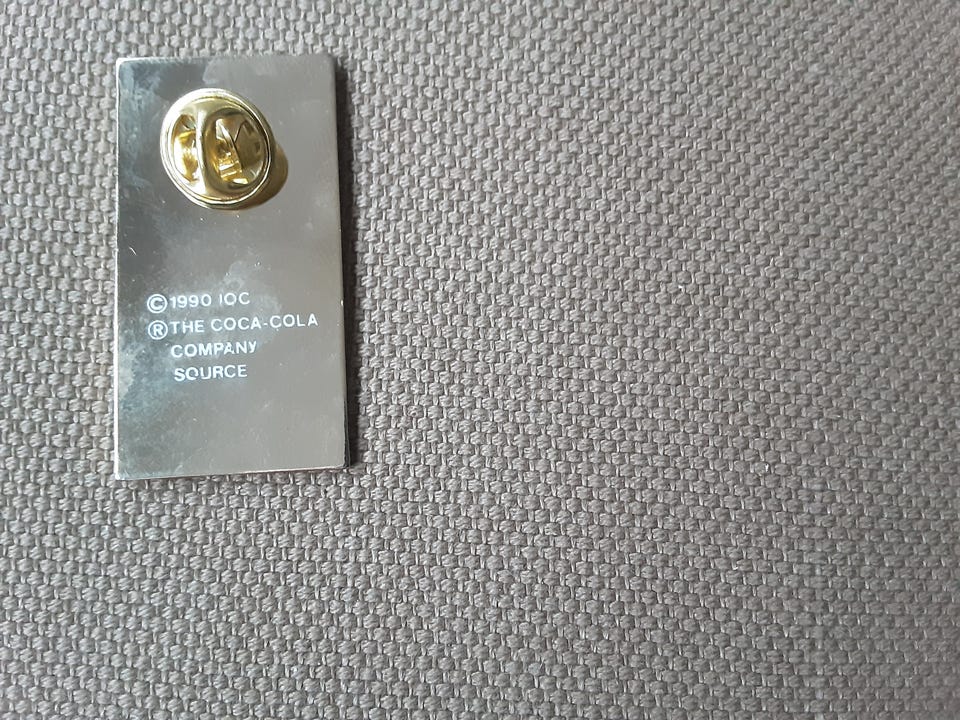 ©1990 IOC
®THE COCA-COLA
COMPANY
SOURCE